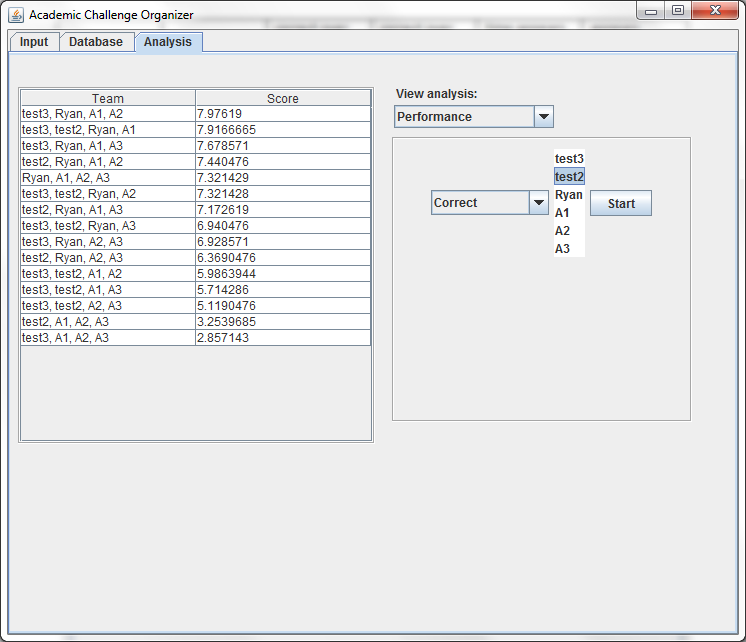 Academic Challenge Organizer
Input Database Analysis
Team Score
test3, Ryan, A1, A2 7.97619
test3, test2, Ryan, A1 7.9166665
test3, Ryan, A1, A3 7.678571
test2, Ryan, A1, A2 7.440476
Ryan, A1, A2, A3 7.321429
test3, test2, Ryan, A2 7.321428
test2, Ryan, A1, A3 7.172619
test3, test2, Ryan, A3 6.940476
test3, Ryan, A2, A3 6.928571
test2, Ryan, A2, A3 6.3690476
test3, test2, A1, A2 5.9863944
test3, test2, A1, A3 5.714286
test3, test2, A2, A3 5.1190476
test2, A1, A2, A3 3.2539685
test3, A1, A2, A3 2.857143
View analysis:
Performance
Correct
test3
test2
Ryan
A1
A2
A3
Start